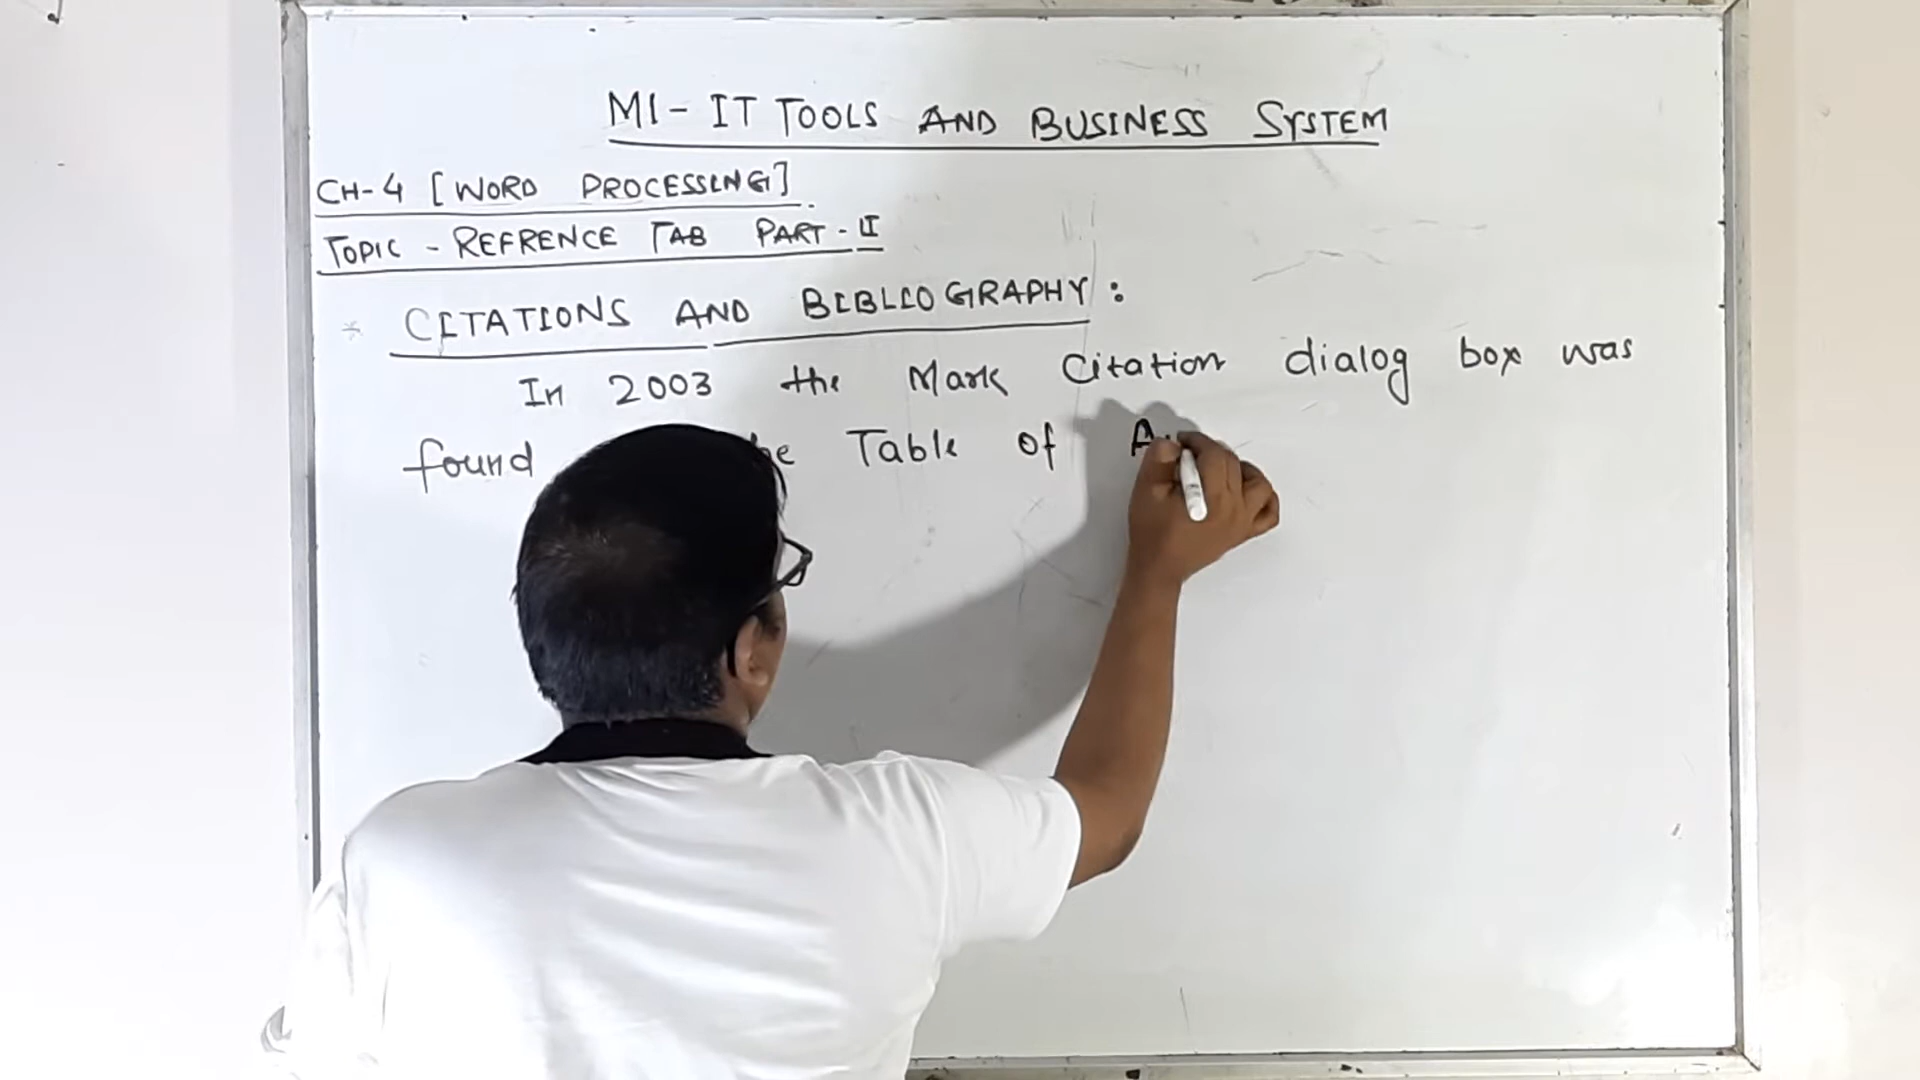 M1 - IT TOOLS AND BUSINESS SYSTEM
CH-4 [WORD PROCESSING].
TOPIC - REFRENCE TAB PART - II
* CITATIONS AND BIBLIOGRAPHY :
In 2003 the Mark Citation dialog box was
found Table of